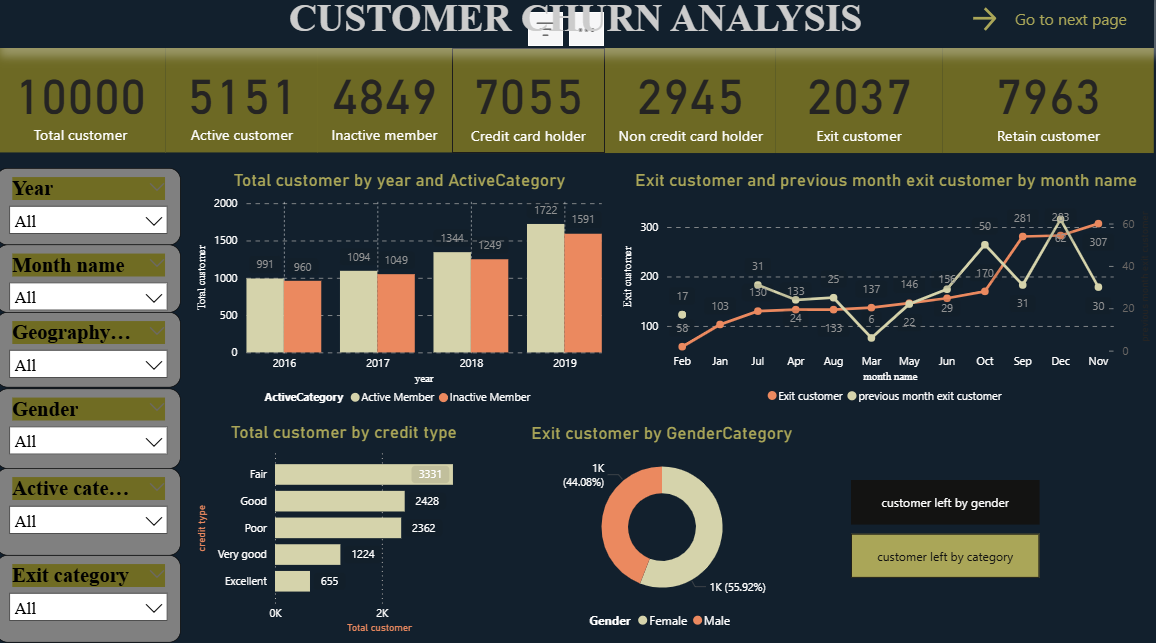 CUSTOMER CHURN ANALYSIS
Go to next page
10000
Total customer
5151
Active customer
4849
Inactive member
7055
Credit card holder
2945
Non credit card holder
2037
Exit customer
7963
Retain customer
Year
All
Month name
All
Geography...
All
Gender
All
Active cate...
All
Exit category
All
Total customer by year and ActiveCategory
Total customer
2000
1500
1000
500
0
991
960
1094
1049
1344
1249
1722
1591
2016
2017
2018
2019
year
ActiveCategory
Active Member
Inactive Member
Exit customer and previous month exit customer by month name
Exit customer
300
200
100
60
40
20
0
17
58
103
31
130
133
24
25
133
137
6
146
22
156
29
50
170
281
31
283
62
307
30
Feb
Jan
Jul
Apr
Aug
Mar
May
Jun
Oct
Sep
Dec
Nov
month name
Exit customer
previous month exit customer
Total customer by credit type
credit type
Fair
3331
Good
2428
Poor
2362
Very good
1224
Excellent
655
0K
2K
Total customer
Exit customer by GenderCategory
1K
(44.08%)
1K (55.92%)
Gender
Female
Male
customer left by gender
customer left by category